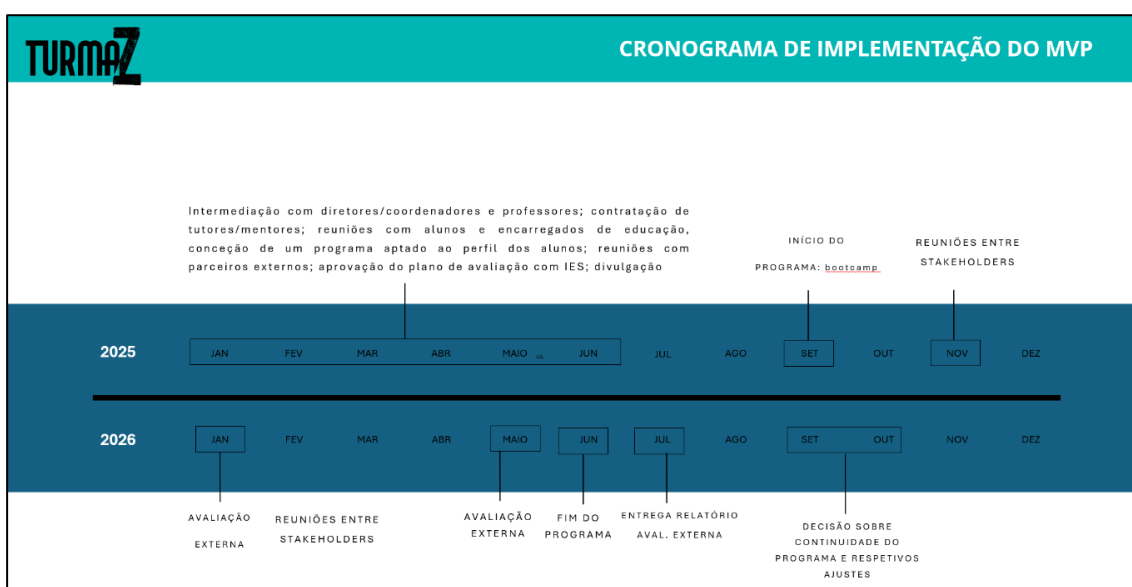 TURMAZ
CRONOGRAMA DE IMPLEMENTAÇÃO DO MVP
Intermediação com diretores/coordenadores e professores; contratação de
tutores/mentores; reuniões com alunos e encarregados de educação,
conceção de um programa aptado ao perfil dos alunos; reuniões com
parceiros externos; aprovação do plano de avaliação com IES; divulgação
INÍCIO DO
PROGRAMA: bootcamp
REUNIÕES ENTRE
STAKEHOLDERS
2025 JAN FEV MAR ABR MAIO JUN JUL AGO SET OUT NOV DEZ
2026 JAN FEV MAR ABR MAIO JUN JUL AGO SET OUT NOV DEZ
AVALIAÇÃO
EXTERNA
REUNIÕES ENTRE
STAKEHOLDERS
AVALIAÇÃO
EXTERNA
FIM DO
PROGRAMA
ENTREGA RELATÓRIO
AVAL. EXTERNA
DECISÃO SOBRE
CONTINUIDADE DO
PROGRAMA E RESPETIVOS
AJUSTES